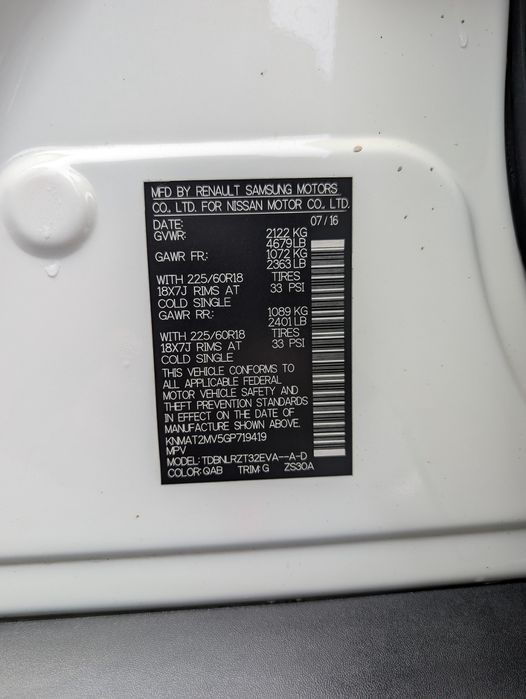 MFD BY RENAULT SAMSUNG MOTORS
CO., LTD. FOR NISSAN MOTOR CO., LTD.
DATE: 07/16
GVWR: 2122 KG
4679LB
GAWR FR: 1072 KG
2363 LB
WITH 225/60R18 TIRES
18X7J RIMS AT 33 PSI
COLD SINGLE
GAWR RR: 1089 KG
2401 LB
WITH 225/60R18 TIRES
18X7J RIMS AT 33 PSI
COLD SINGLE
THIS VEHICLE CONFORMS TO
ALL APPLICABLE FEDERAL
MOTOR VEHICLE SAFETY AND
THEFT PREVENTION STANDARDS
IN EFFECT ON THE DATE OF
MANUFACTURE SHOWN ABOVE.
KNMAT2MV5GP719419
MPV
MODEL: TDBNLRZT32EVA--A-D
COLOR: QAB TRIM: G ZS30A